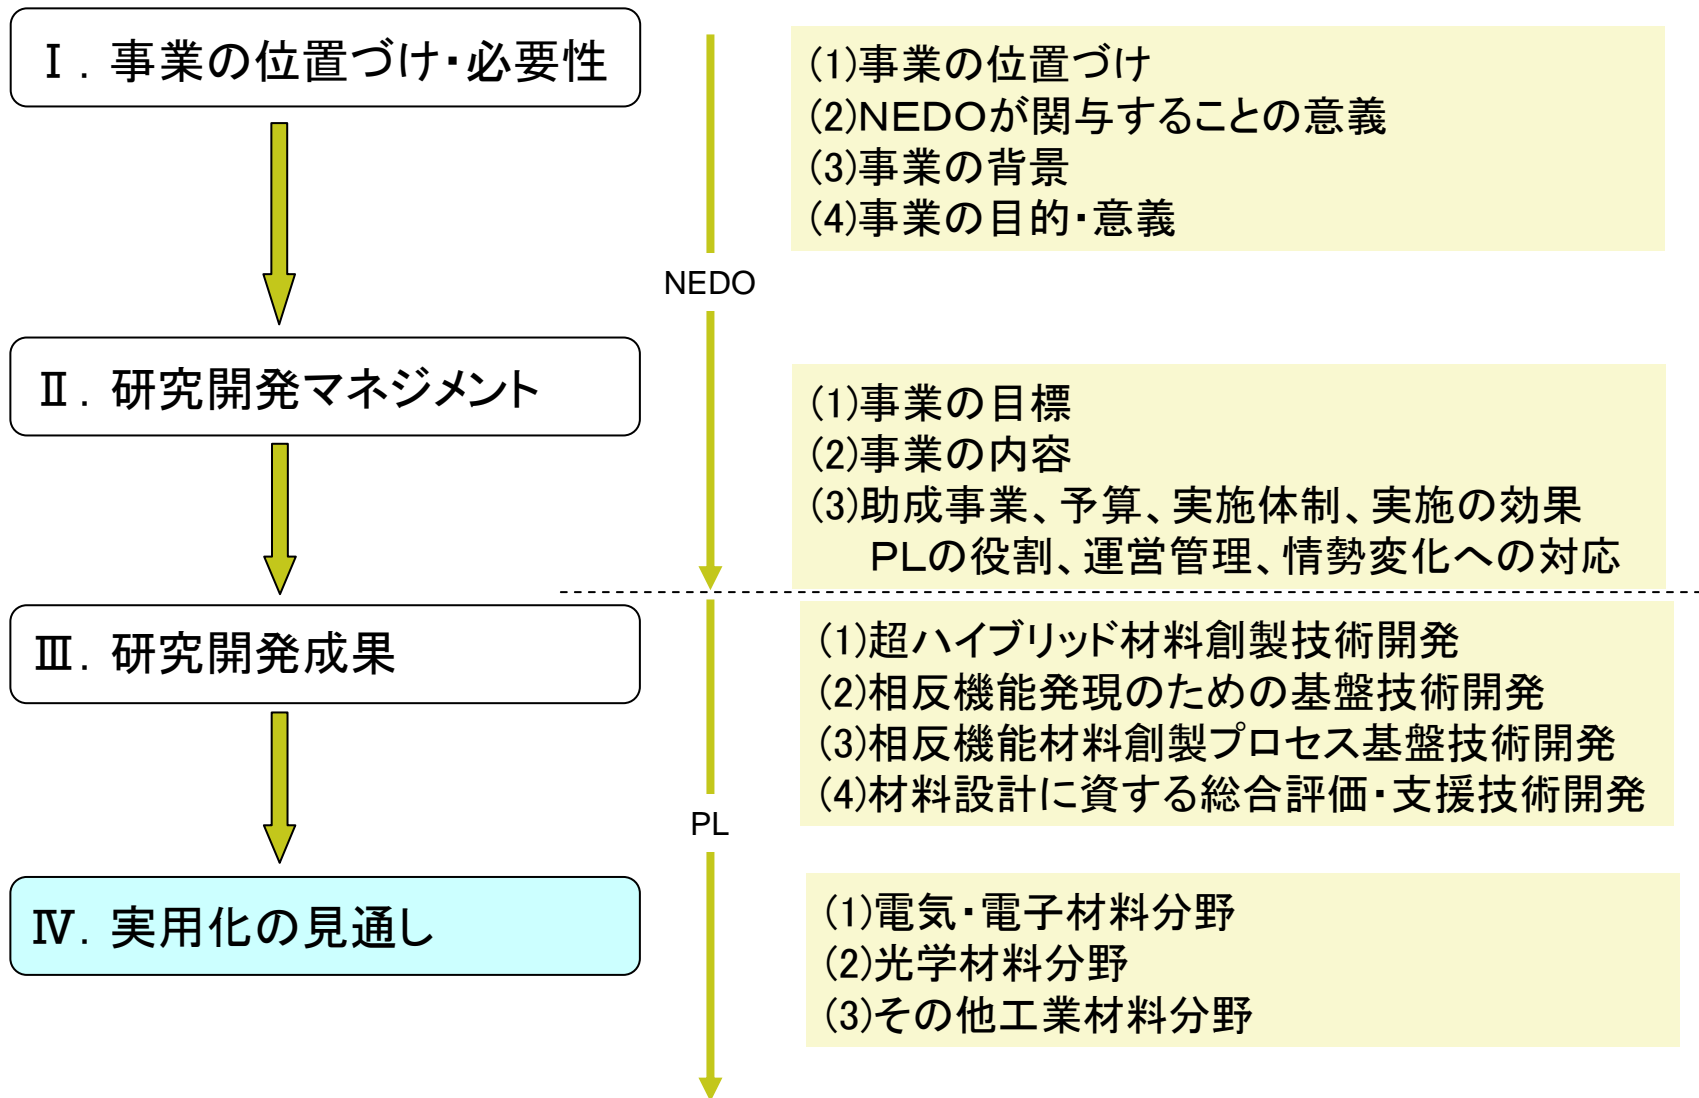 Ⅰ. 事業の位置づけ・必要性
(1)事業の位置づけ
(2)NEDOが関与することの意義
(3)事業の背景
(4)事業の目的・意義
NEDO
Ⅱ. 研究開発マネジメント
(1)事業の目標
(2)事業の内容
(3)助成事業、予算、実施体制、実施の効果
PLの役割、運営管理、情勢変化への対応
Ⅲ. 研究開発成果
(1)超ハイブリッド材料創製技術開発
(2)相反機能発現のための基盤技術開発
(3)相反機能材料創製プロセス基盤技術開発
(4)材料設計に資する総合評価・支援技術開発
PL
Ⅳ. 実用化の見通し
(1)電気・電子材料分野
(2)光学材料分野
(3)その他工業材料分野